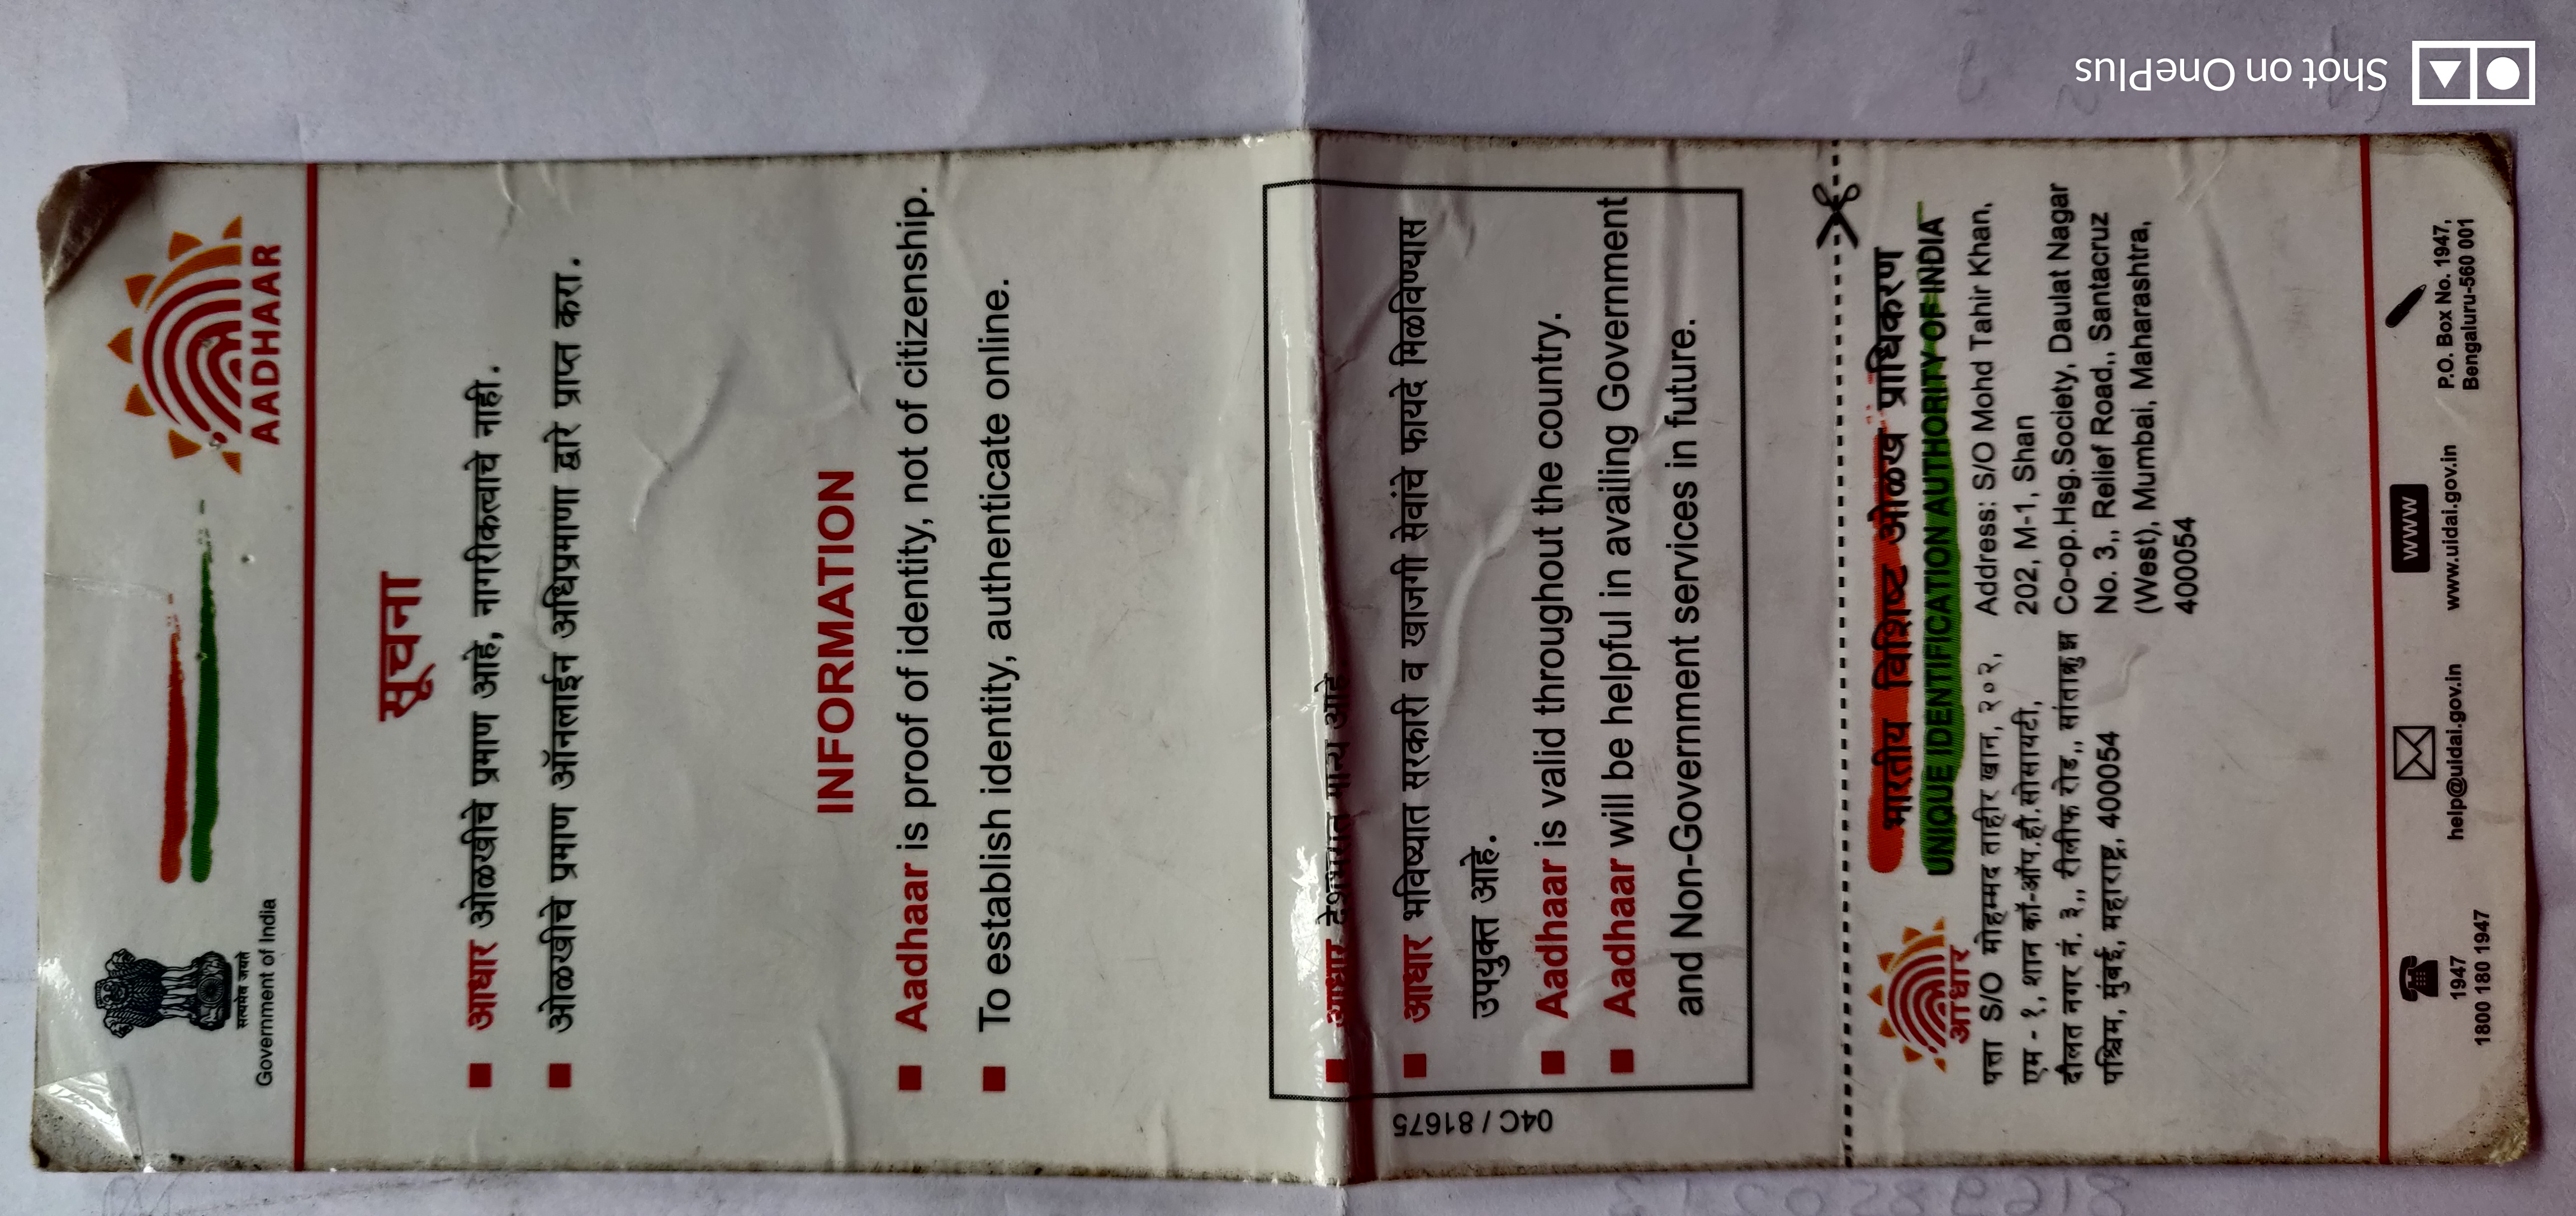 सत्यमेव जयते
Government of India
AADHAAR
सूचना
आधार ओळखीचे प्रमाण आहे, नागरीकत्वाचे नाही.
ओळखीचे प्रमाण ऑनलाईन अधिप्रमाणा द्वारे प्राप्त करा.
INFORMATION
Aadhaar is proof of identity, not of citizenship.
To establish identity, authenticate online.
आधार देशभरात मान्य आहे
आधार भविष्यात सरकारी व खाजगी सेवांचे फायदे मिळविण्यास
उपयुक्त आहे.
Aadhaar is valid throughout the country.
Aadhaar will be helpful in availing Government
and Non-Government services in future.
04C / 81675
आधार
भारतीय विशिष्ट ओळख प्राधिकरण
UNIQUE IDENTIFICATION AUTHORITY OF INDIA
पत्ता S/O मोहम्मद ताहीर खान, २०२,
एम - १, शान कॉ-ऑप.हौ.सोसायटी,
दौलत नगर नं. ३,, रीलीफ रोड,, सांताक्रुझ
पश्चिम, मुंबई, महाराष्ट्र, 400054
Address: S/O Mohd Tahir Khan,
202, M-1, Shan
Co-op.Hsg.Society, Daulat Nagar
No. 3,, Relief Road,, Santacruz
(West), Mumbai, Maharashtra,
400054
1947
1800 180 1947
help@uidai.gov.in
WWW
www.uidai.gov.in
P.O. Box No. 1947,
Bengaluru-560 001
Shot on OnePlus